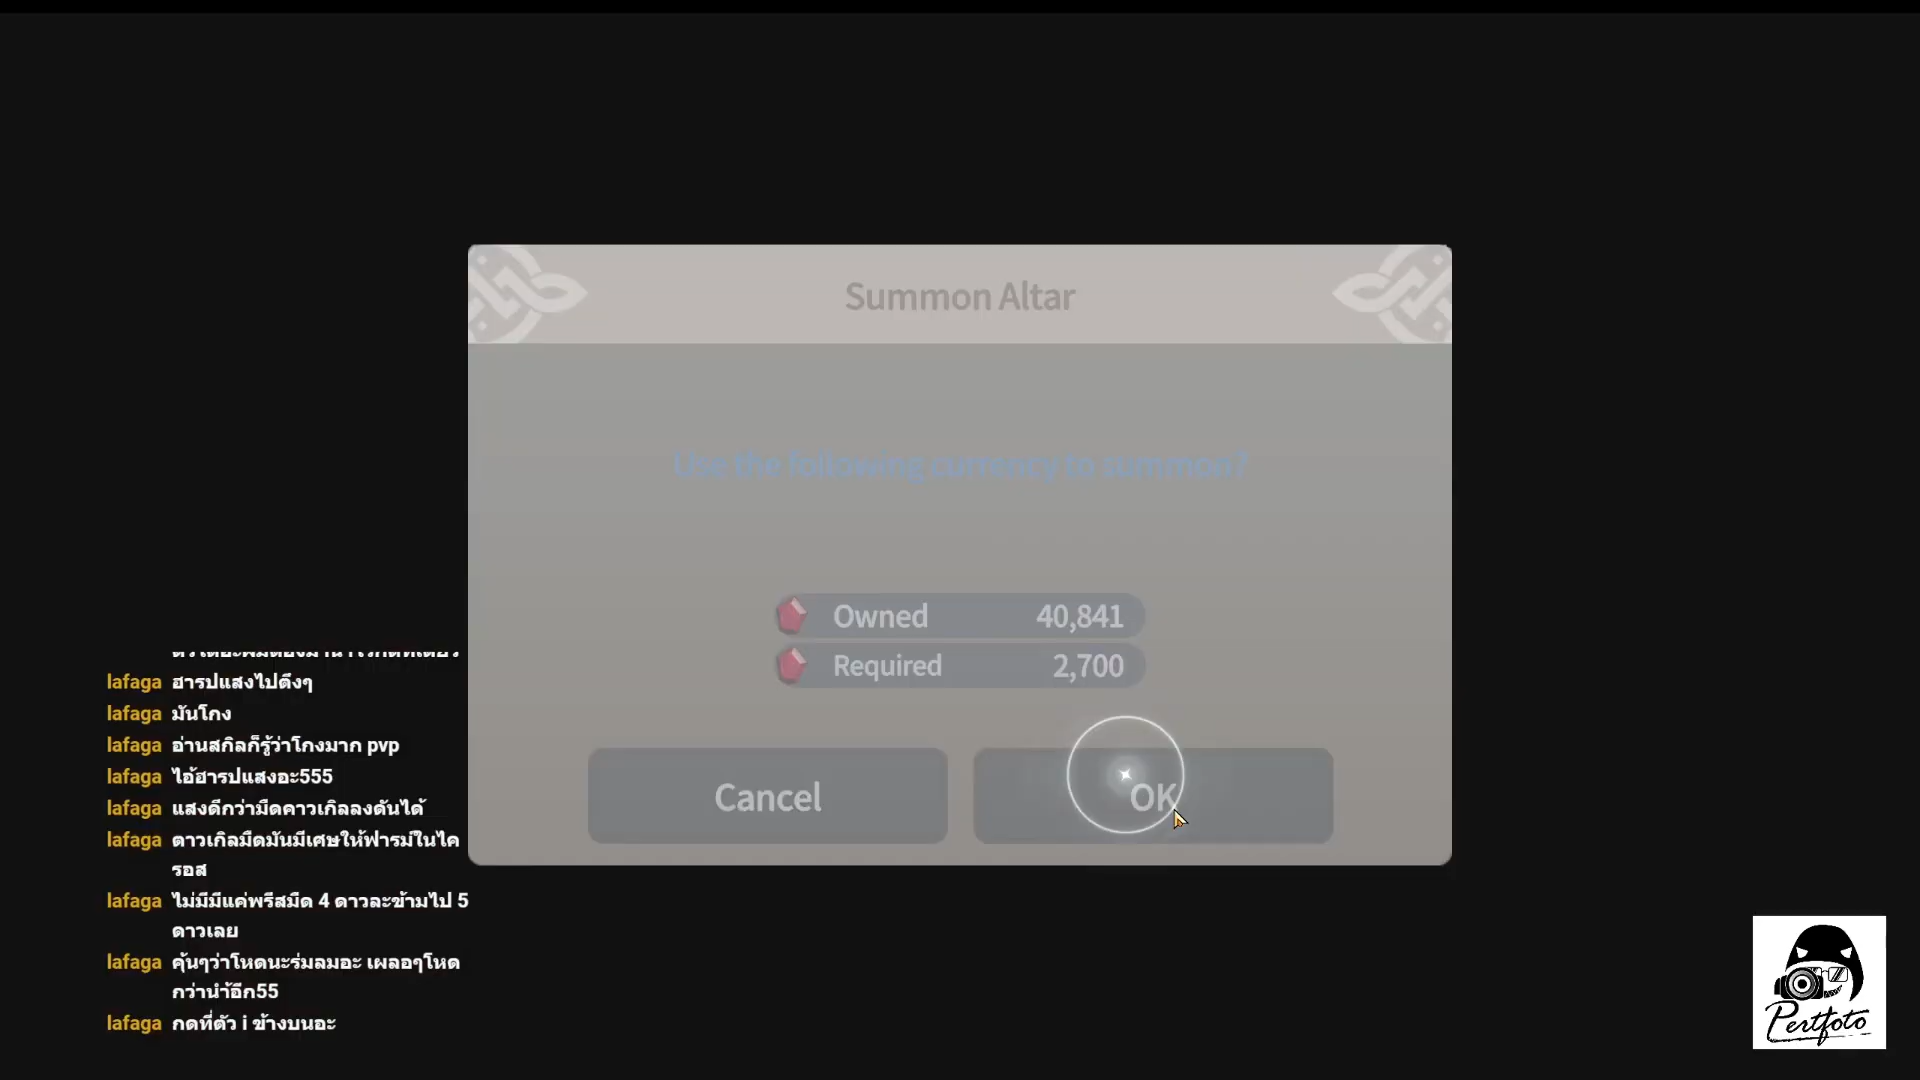 Summon Altar
Use the following currency to summon?
Owned 40,841
Required 2,700
Cancel
OK
lafaga ฮารปแสงไปตึงๆ
lafaga มันโกง
lafaga อ่านสกิลก็รู้ว่าโกงมาก pvp
lafaga ไอ้ฮารปแสงอะ555
lafaga แสงดีกว่ามืดคาวเกิลลงดันได้
lafaga ดาวเกิลมืดมันมีเศษให้ฟารม์ในไค
รอส
lafaga ไม่มีมีแค่พรีสมืด 4 ดาวละข้ามไป 5
ดาวเลย
lafaga คุ้นๆว่าโหดนะร่มลมอะ เผลอๆโหด
กว่านำ้อีก55
lafaga กดที่ตัว i ข้างบนอะ
Pertfoto